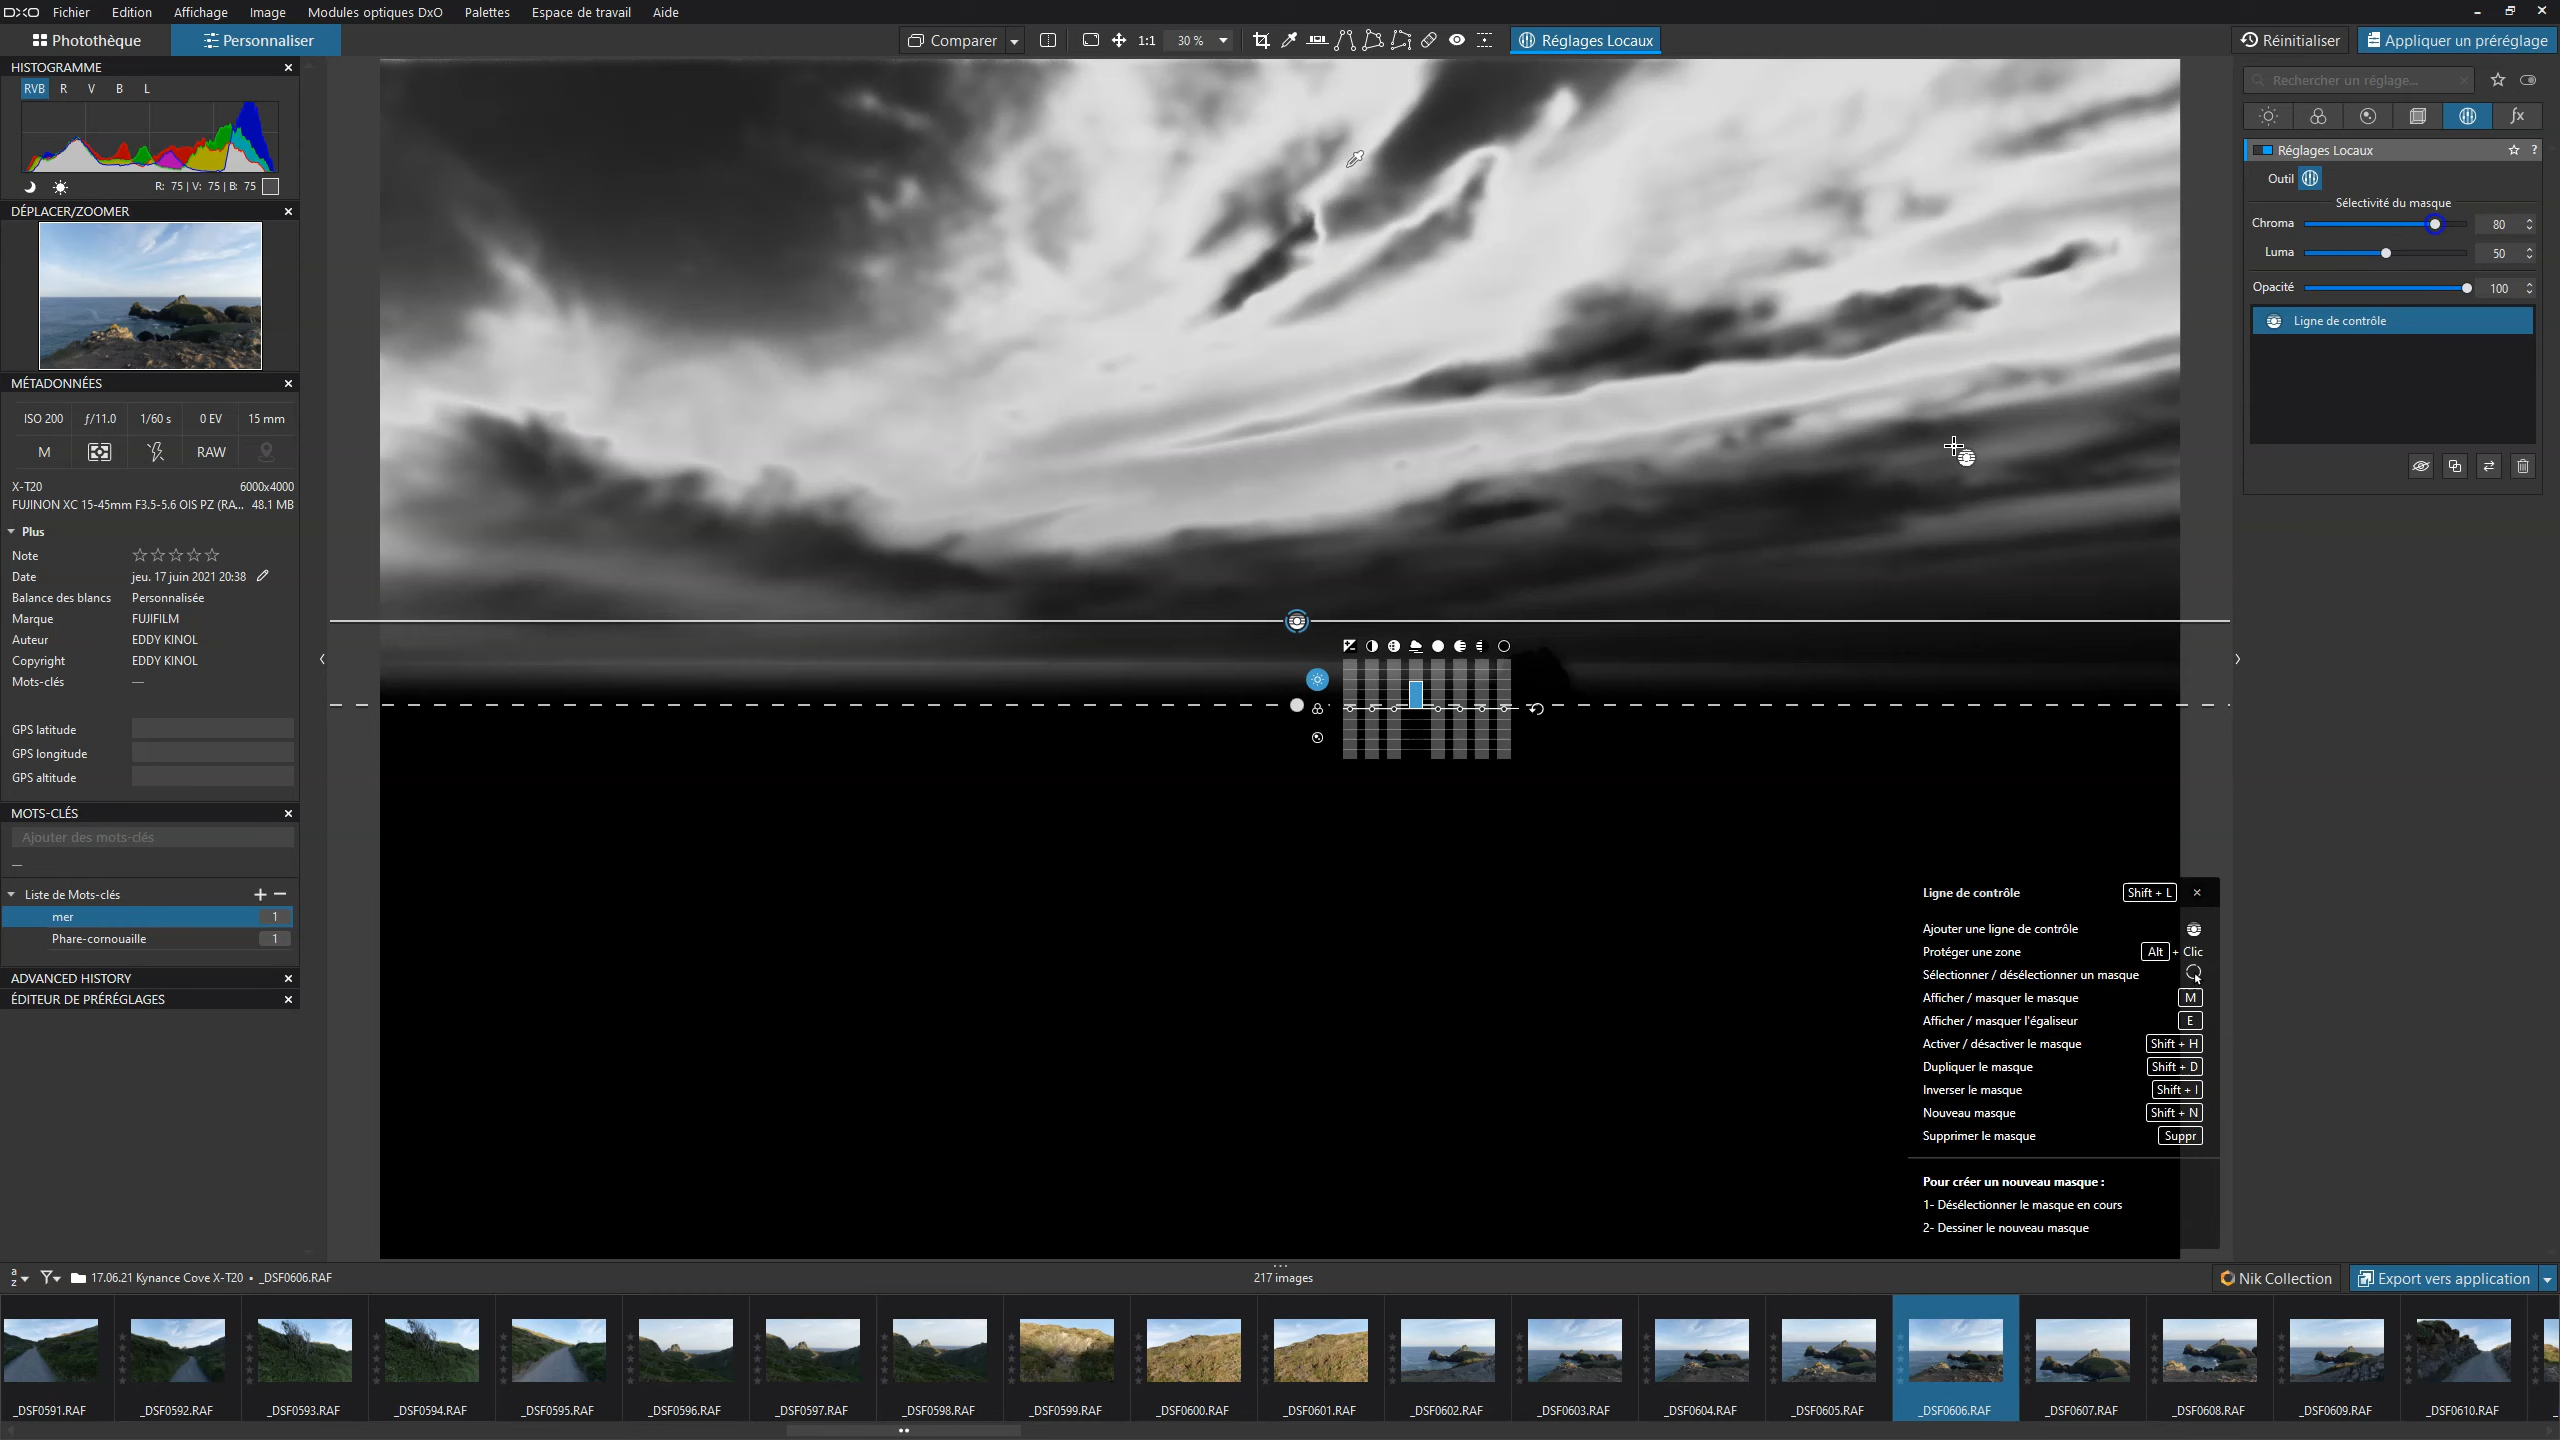 DXO Fichier Edition Affichage Image Modules optiques DxO Palettes Espace de travail Aide
Photothèque Personnaliser Comparer 1:1 30 % Réglages Locaux Réinitialiser Appliquer un préréglage
HISTOGRAMME
RVB R V B L
R: 75 | V: 75 | B: 75
DÉPLACER/ZOOMER
MÉTADONNÉES
ISO 200 ƒ/11.0 1/60 s 0 EV 15 mm
M RAW
X-T20 6000x4000
FUJINON XC 15-45mm F3.5-5.6 OIS PZ (RA... 48.1 MB
Plus
Note
Date jeu. 17 juin 2021 20:38
Balance des blancs Personnalisée
Marque FUJIFILM
Auteur EDDY KINOL
Copyright EDDY KINOL
Mots-clés —
GPS latitude
GPS longitude
GPS altitude
MOTS-CLÉS
Ajouter des mots-clés
—
Liste de Mots-clés
mer 1
Phare-cornouaille 1
ADVANCED HISTORY
ÉDITEUR DE PRÉRÉGLAGES
Rechercher un réglage...
Réglages Locaux ?
Outil
Sélectivité du masque
Chroma 80
Luma 50
Opacité 100
Ligne de contrôle
Ligne de contrôle Shift + L
Ajouter une ligne de contrôle
Protéger une zone Alt + Clic
Sélectionner / désélectionner un masque
Afficher / masquer le masque M
Afficher / masquer l'égaliseur E
Activer / désactiver le masque Shift + H
Dupliquer le masque Shift + D
Inverser le masque Shift + I
Nouveau masque Shift + N
Supprimer le masque Suppr
Pour créer un nouveau masque :
1- Désélectionner le masque en cours
2- Dessiner le nouveau masque
a z 17.06.21 Kynance Cove X-T20 • _DSF0606.RAF 217 images Nik Collection Export vers application
_DSF0591.RAF _DSF0592.RAF _DSF0593.RAF _DSF0594.RAF _DSF0595.RAF _DSF0596.RAF _DSF0597.RAF _DSF0598.RAF _DSF0599.RAF _DSF0600.RAF _DSF0601.RAF _DSF0602.RAF _DSF0603.RAF _DSF0604.RAF _DSF0605.RAF _DSF0606.RAF _DSF0607.RAF _DSF0608.RAF _DSF0609.RAF _DSF0610.RAF